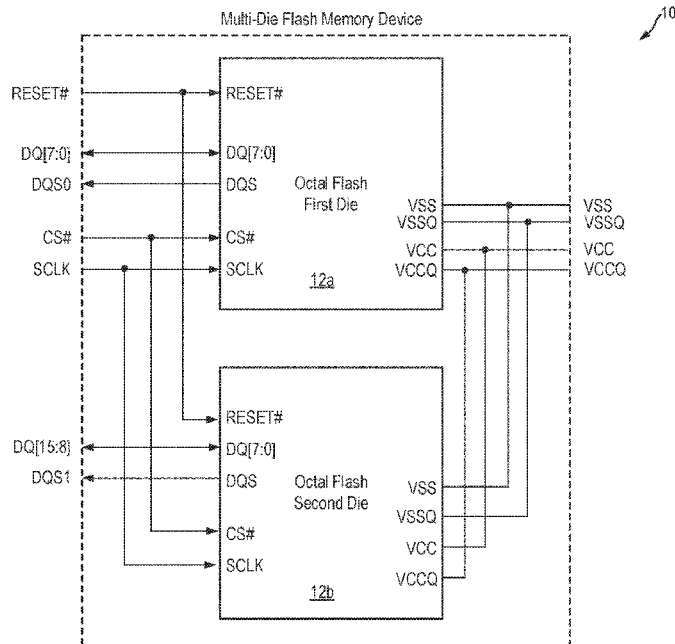 Multi-Die Flash Memory Device
10
RESET#
RESET#
DQ[7:0]
DQ[7:0]
DQS0
DQS
Octal Flash
First Die
VSS
VSS
VSSQ
VSSQ
CS#
CS#
VCC
VCC
SCLK
SCLK
VCCQ
VCCQ
12a
RESET#
DQ[15:8]
DQ[7:0]
DQS1
DQS
Octal Flash
Second Die
VSS
VSSQ
CS#
VCC
SCLK
VCCQ
12b